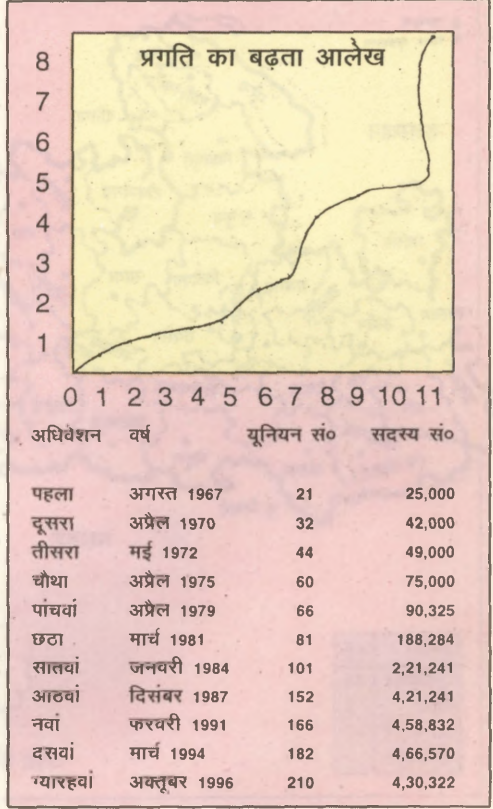 प्रगति का बढ़ता आलेख
8
7
6
5
4
3
2
1
0 1 2 3 4 5 6 7 8 9 10 11
अधिवेशन वर्ष यूनियन सं० सदस्य सं०
पहला अगस्त 1967 21 25,000
दूसरा अप्रैल 1970 32 42,000
तीसरा मई 1972 44 49,000
चौथा अप्रैल 1975 60 75,000
पांचवां अप्रैल 1979 66 90,325
छठा मार्च 1981 81 188,284
सातवां जनवरी 1984 101 2,21,241
आठवां दिसंबर 1987 152 4,21,241
नवां फरवरी 1991 166 4,58,832
दसवां मार्च 1994 182 4,66,570
ग्यारहवां अक्तूबर 1996 210 4,30,322